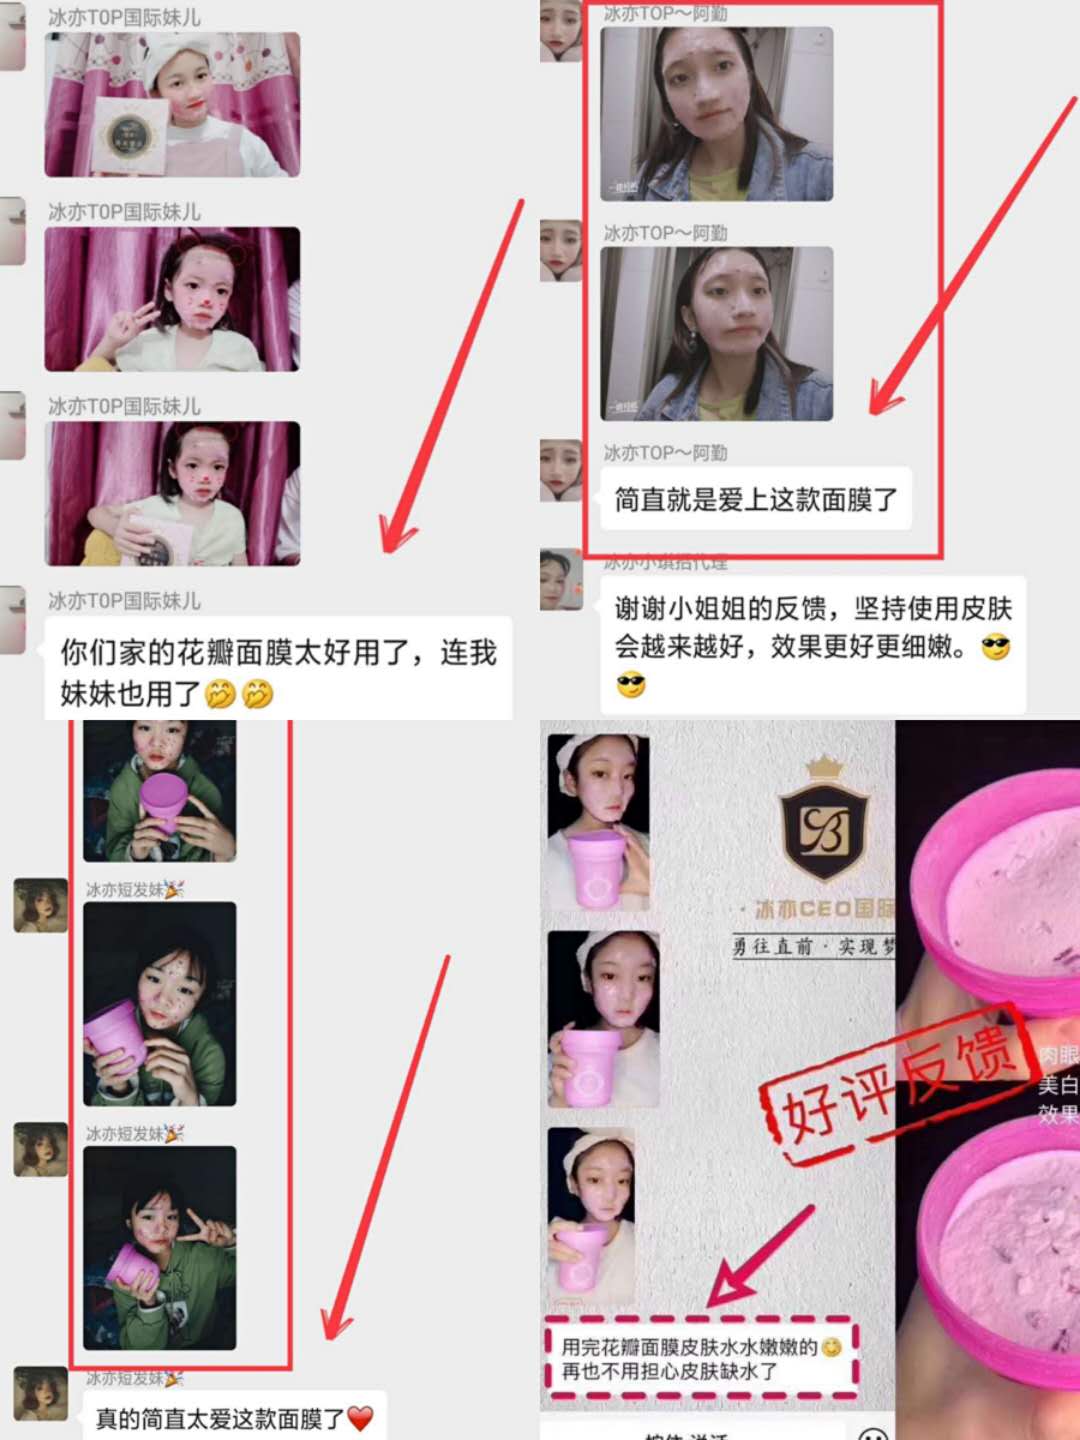 冰亦TOP国际妹儿
冰亦TOP国际妹儿
冰亦TOP国际妹儿
冰亦TOP国际妹儿
你们家的花瓣面膜太好用了，连我
妹妹也用了🤭🤭
冰亦TOP～阿勤
冰亦TOP～阿勤
冰亦TOP～阿勤
简直就是爱上这款面膜了
冰亦小琪招代理
谢谢小姐姐的反馈，坚持使用皮肤
会越来越好，效果更好更细嫩。😎
😎
冰亦短发妹🎉
冰亦短发妹🎉
冰亦短发妹🎉
真的简直太爱这款面膜了❤️
·冰亦CEO国际
勇往直前·实现梦
好评反馈
肉眼
美白
效果
用完花瓣面膜皮肤水水嫩嫩的😋
再也不用担心皮肤缺水了
按住 说话